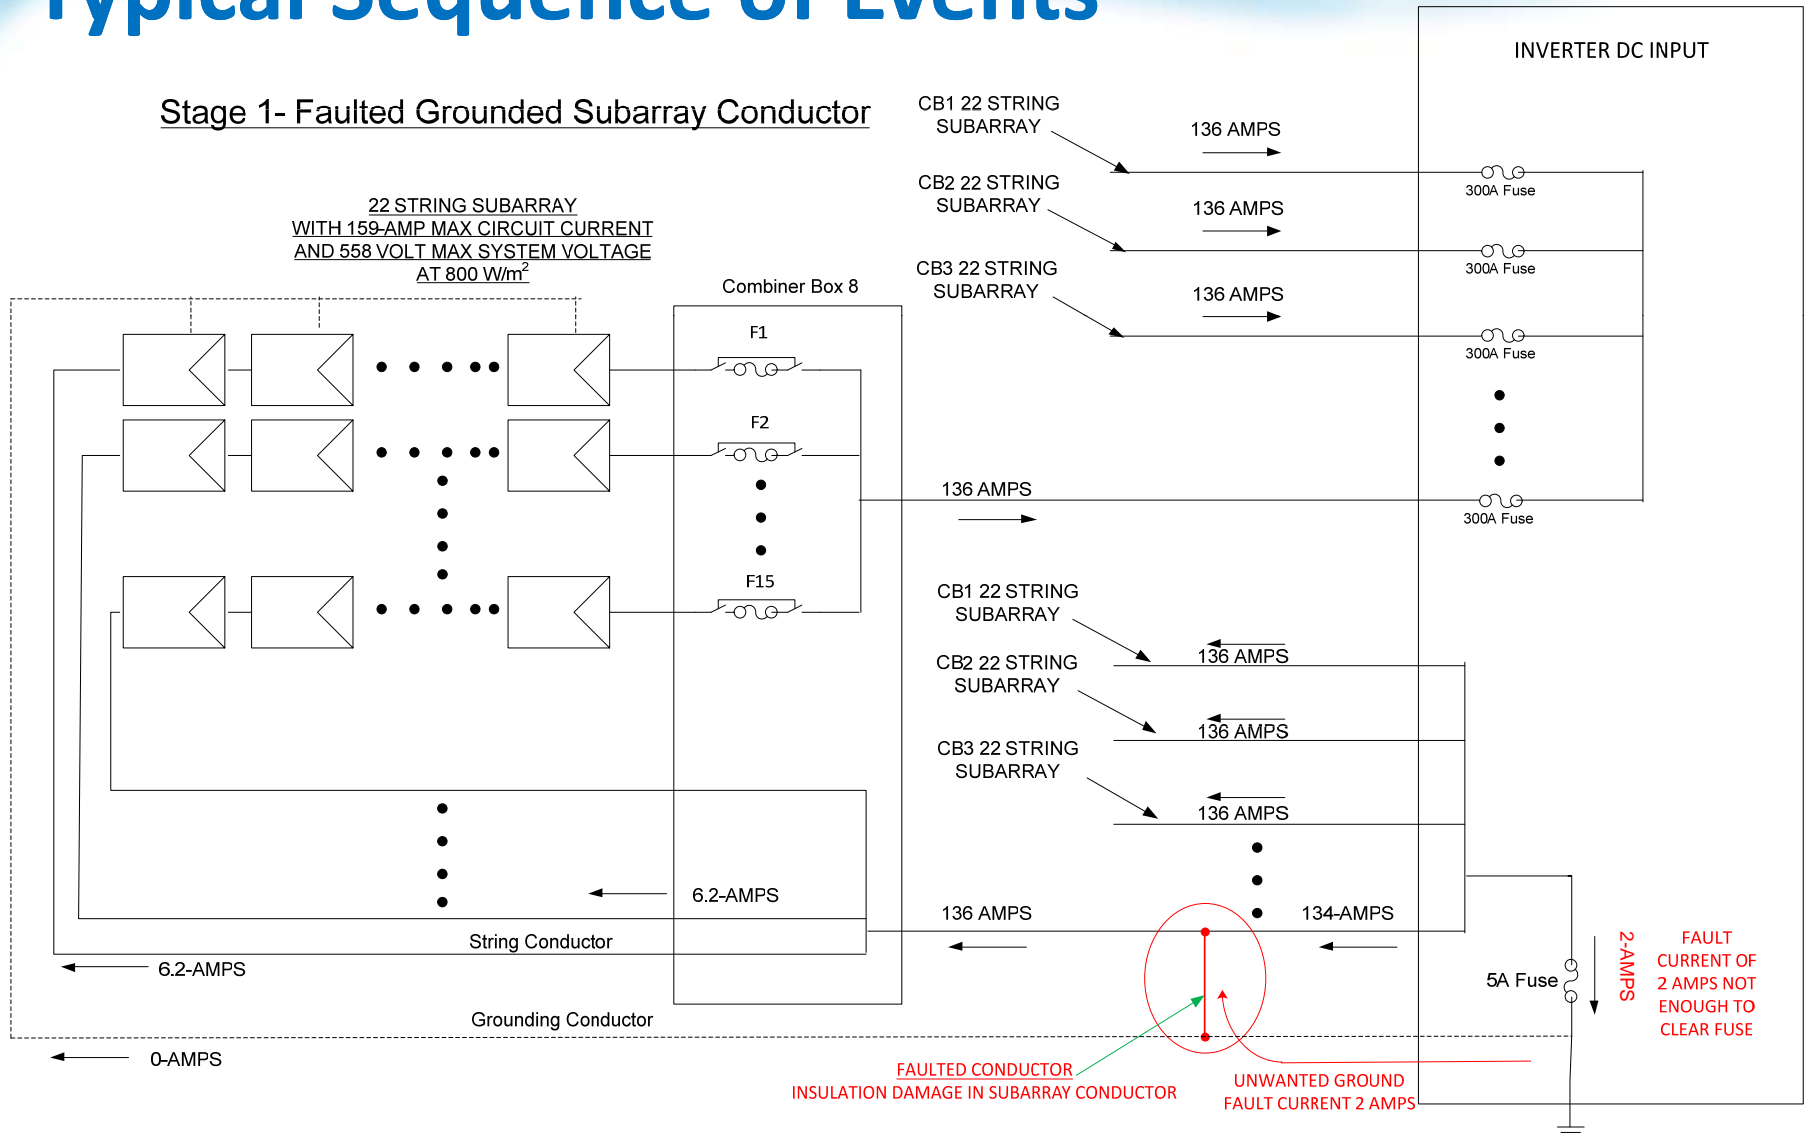 Typical Sequence of Events
INVERTER DC INPUT
Stage 1- Faulted Grounded Subarray Conductor
CB1 22 STRING
SUBARRAY
136 AMPS
300A Fuse
CB2 22 STRING
SUBARRAY
136 AMPS
300A Fuse
CB3 22 STRING
SUBARRAY
136 AMPS
300A Fuse
22 STRING SUBARRAY
WITH 159-AMP MAX CIRCUIT CURRENT
AND 558 VOLT MAX SYSTEM VOLTAGE
AT 800 W/m²
Combiner Box 8
F1
F2
F15
136 AMPS
300A Fuse
CB1 22 STRING
SUBARRAY
136 AMPS
CB2 22 STRING
SUBARRAY
136 AMPS
CB3 22 STRING
SUBARRAY
136 AMPS
6.2-AMPS
136 AMPS
134-AMPS
String Conductor
6.2-AMPS
Grounding Conductor
0-AMPS
5A Fuse
2-AMPS
FAULT
CURRENT OF
2 AMPS NOT
ENOUGH TO
CLEAR FUSE
FAULTED CONDUCTOR
INSULATION DAMAGE IN SUBARRAY CONDUCTOR
UNWANTED GROUND
FAULT CURRENT 2 AMPS